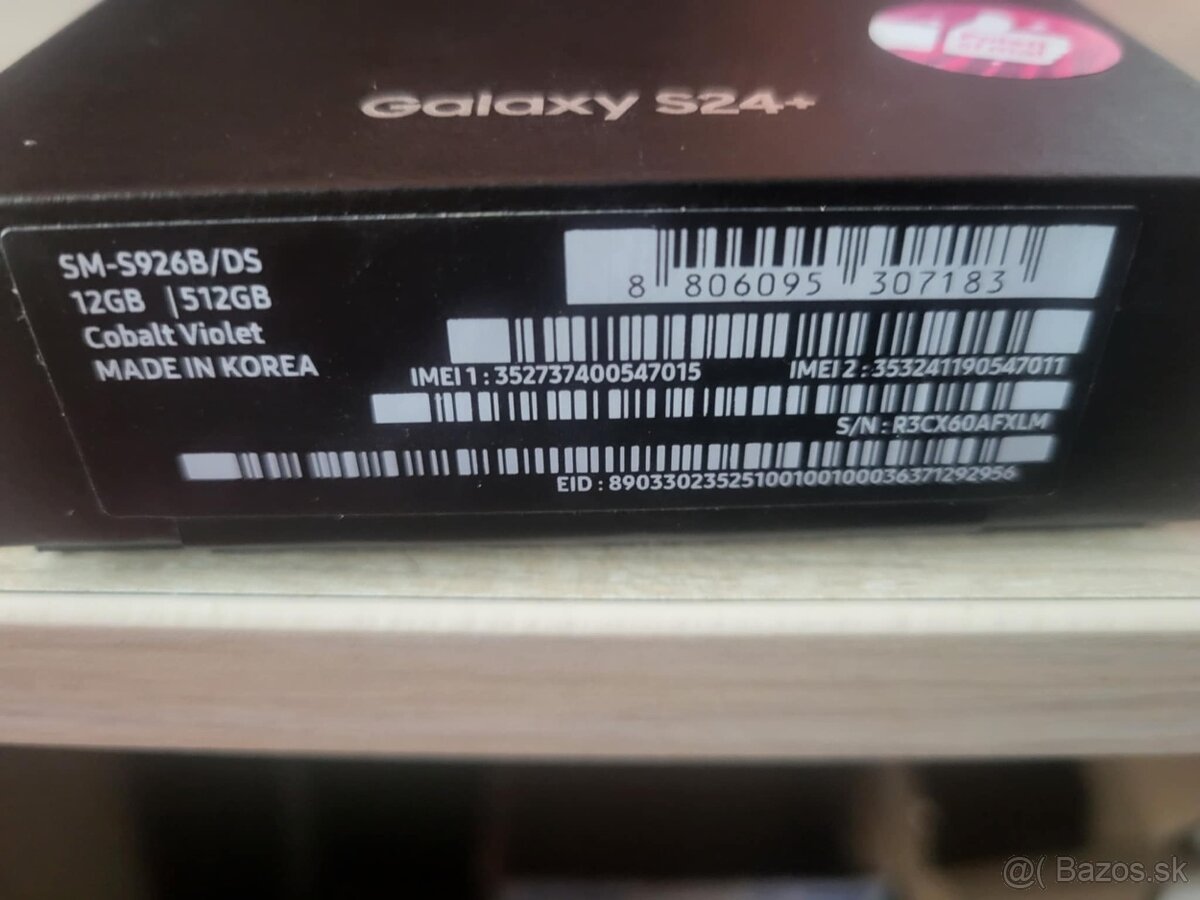 Galaxy S24+
SM-S926B/DS
12GB | 512GB
Cobalt Violet
MADE IN KOREA
8 806095 307183
IMEI 1 : 352737400547015
IMEI 2 : 353241190547011
S/N : R3CX60AFXLM
EID : 89033023525100100100036371292956
@( Bazos.sk